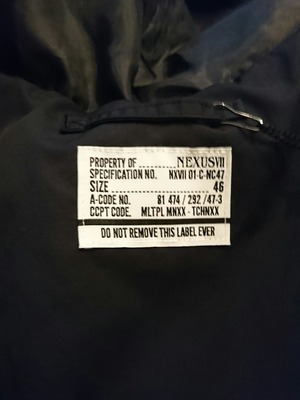 PROPERTY OF ........... NEXUSVII
SPECIFICATION NO. NXVII 01-C-NC47
SIZE ........................ 46
A-CODE NO. 81 474 / 292 / 47-3
CCPT CODE. MLTPL MNXX - TCHNXX
DO NOT REMOVE THIS LABEL EVER